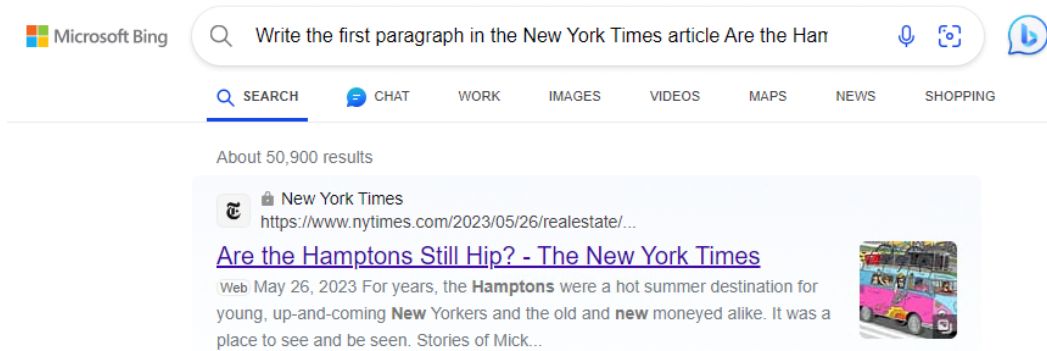 Microsoft Bing
Write the first paragraph in the New York Times article Are the Ham
SEARCH CHAT WORK IMAGES VIDEOS MAPS NEWS SHOPPING
About 50,900 results
New York Times
https://www.nytimes.com/2023/05/26/realestate/...
Are the Hamptons Still Hip? - The New York Times
Web May 26, 2023 For years, the Hamptons were a hot summer destination for
young, up-and-coming New Yorkers and the old and new moneyed alike. It was a
place to see and be seen. Stories of Mick...